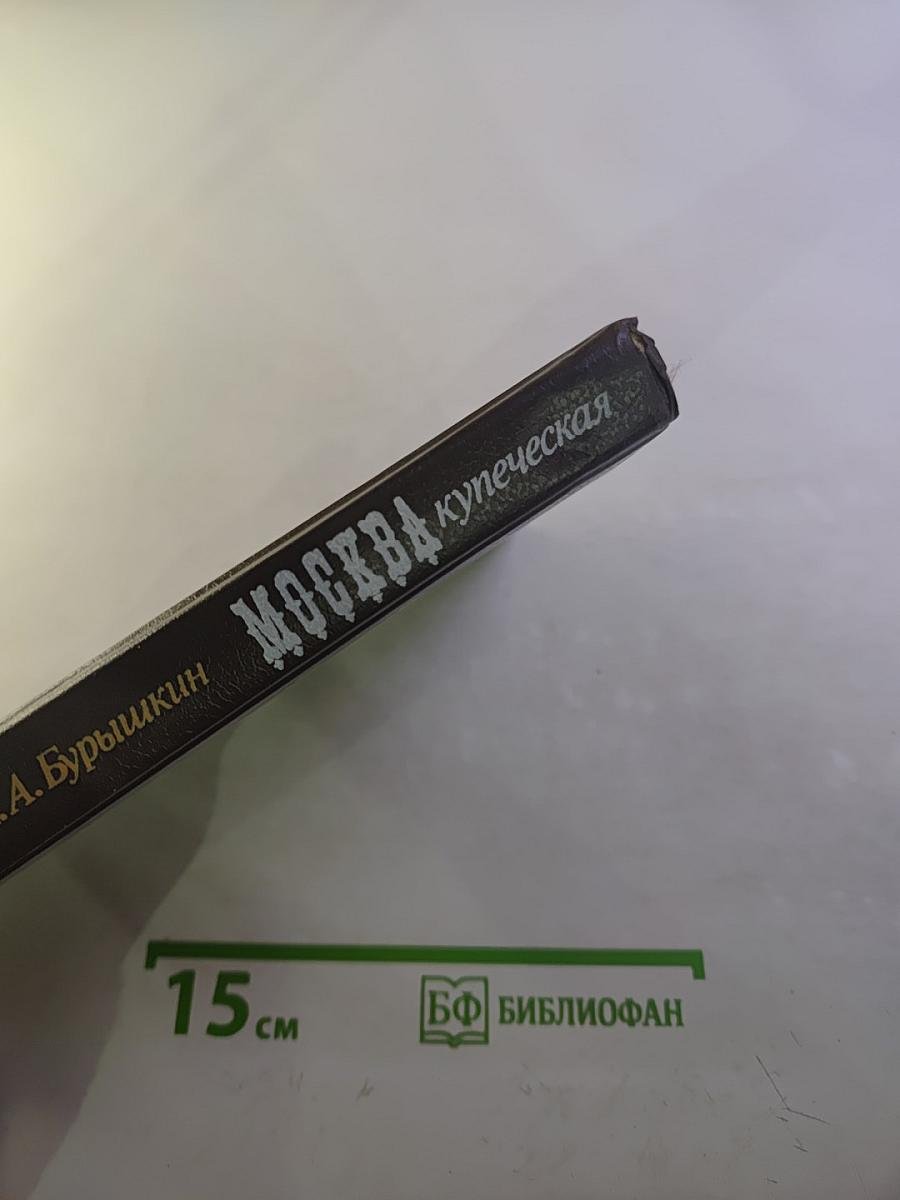 .А. Бурышкин
МОСКВА купеческая
15 см
БФ БИБЛИОФАН